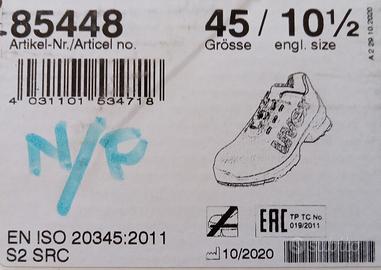 85448
45 / 10½
Artikel-Nr./Articel no.
Grösse engl. size
A 2 29.10.2020
4 031101 534718
N/P
EAC TP TC No.
019/2011
EN ISO 20345:2011
S2 SRC
10/2020